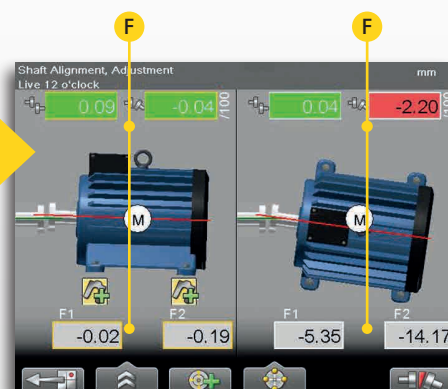 F F
Shaft Alignment, Adjustment mm
Live 12 o'clock
0.09 -0.04 /100 0.04 -2.20 /100
M M
F1 F2 F1 F2
-0.02 -0.19 -5.35 -14.17